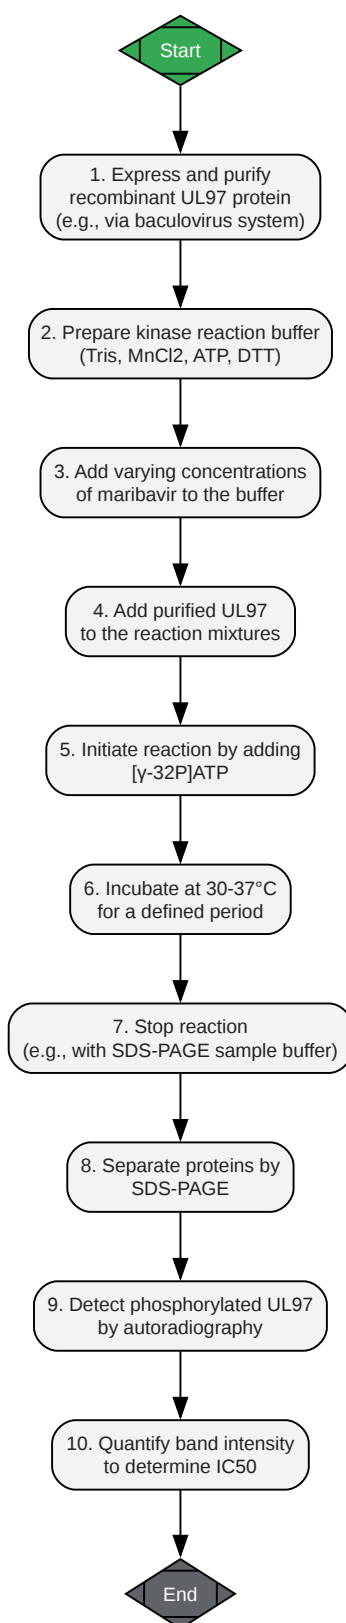 Start
1. Express and purify
recombinant UL97 protein
(e.g., via baculovirus system)
2. Prepare kinase reaction buffer
(Tris, MnCl2, ATP, DTT)
3. Add varying concentrations
of maribavir to the buffer
4. Add purified UL97
to the reaction mixtures
5. Initiate reaction by adding
[γ-32P]ATP
6. Incubate at 30-37°C
for a defined period
7. Stop reaction
(e.g., with SDS-PAGE sample buffer)
8. Separate proteins by
SDS-PAGE
9. Detect phosphorylated UL97
by autoradiography
10. Quantify band intensity
to determine IC50
End